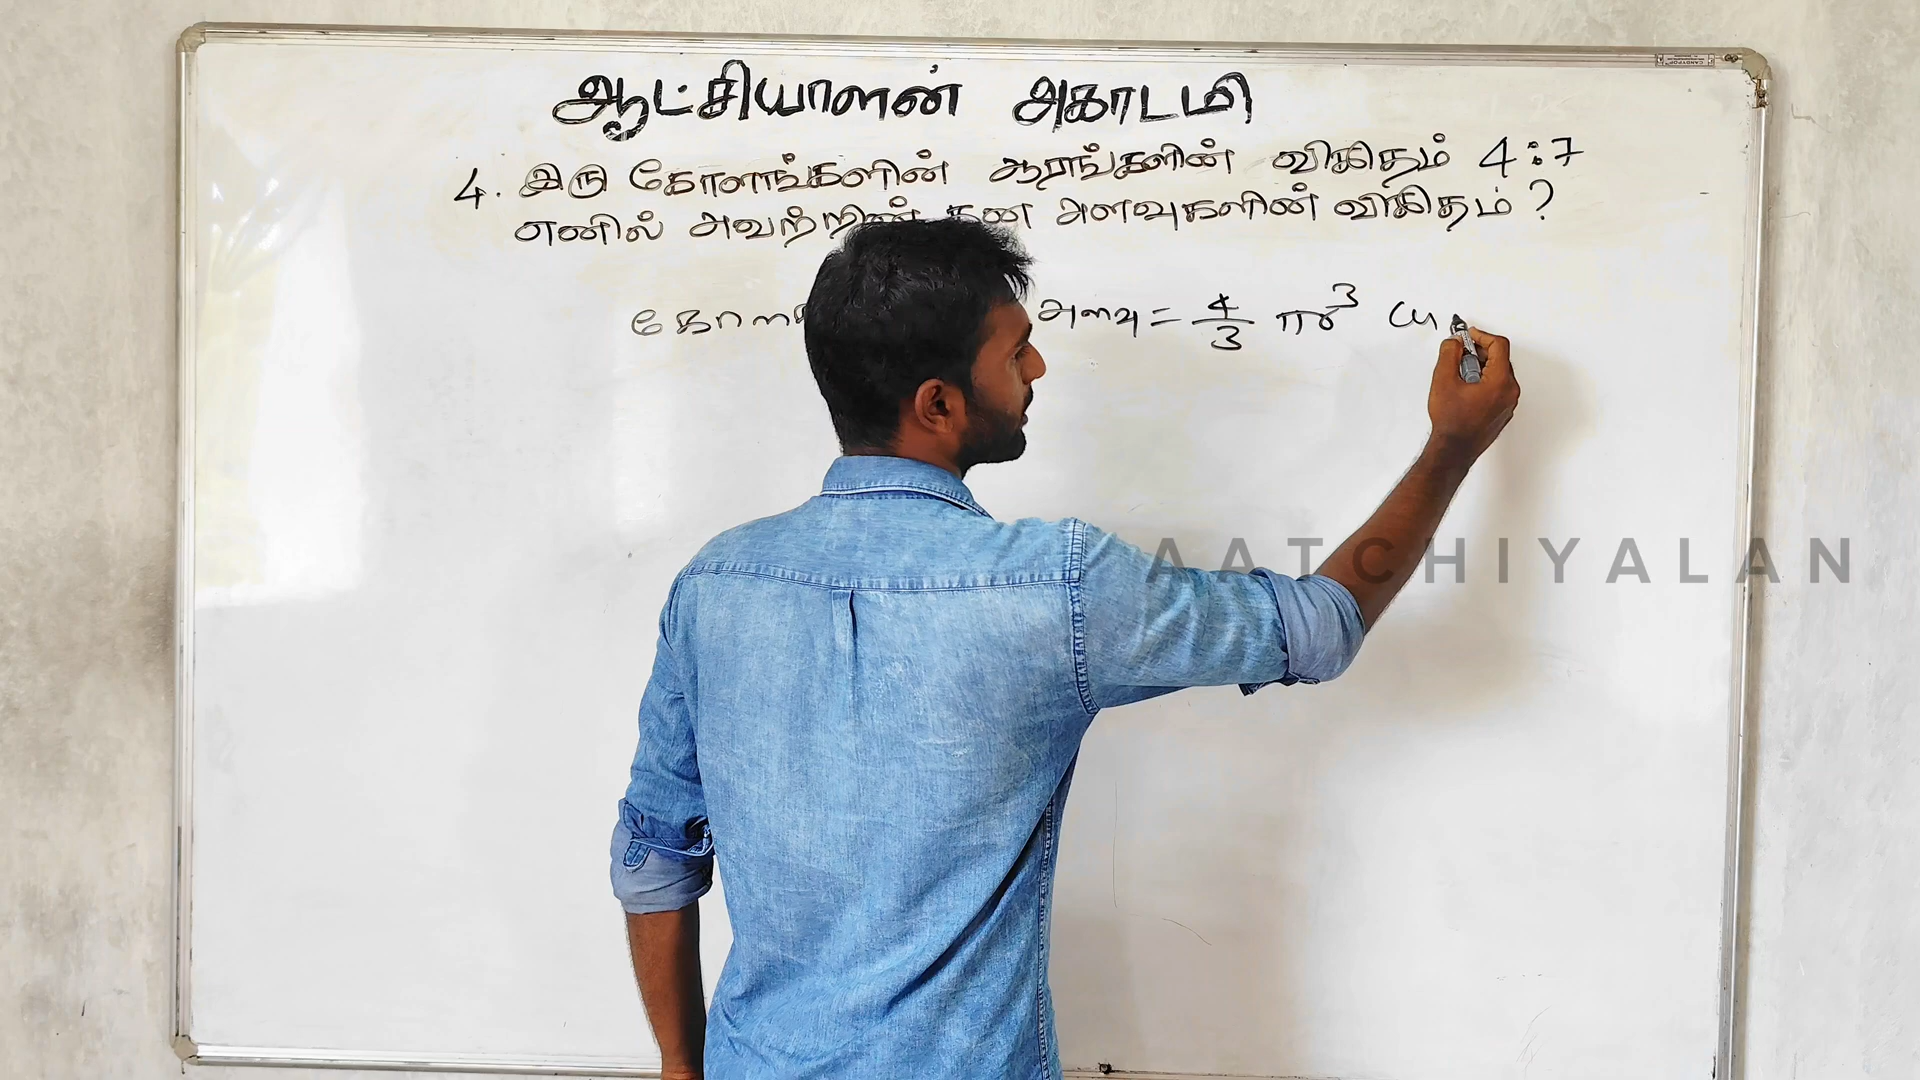 ஆட்சியாளன் அகாடமி
4. இரு கோளங்களின் ஆரங்களின் விகிதம் 4:7
எனில் அவற்றின் கன அளவுகளின் விகிதம்?
அளவு = 4/3 πr³ cu
AATCHIYALAN